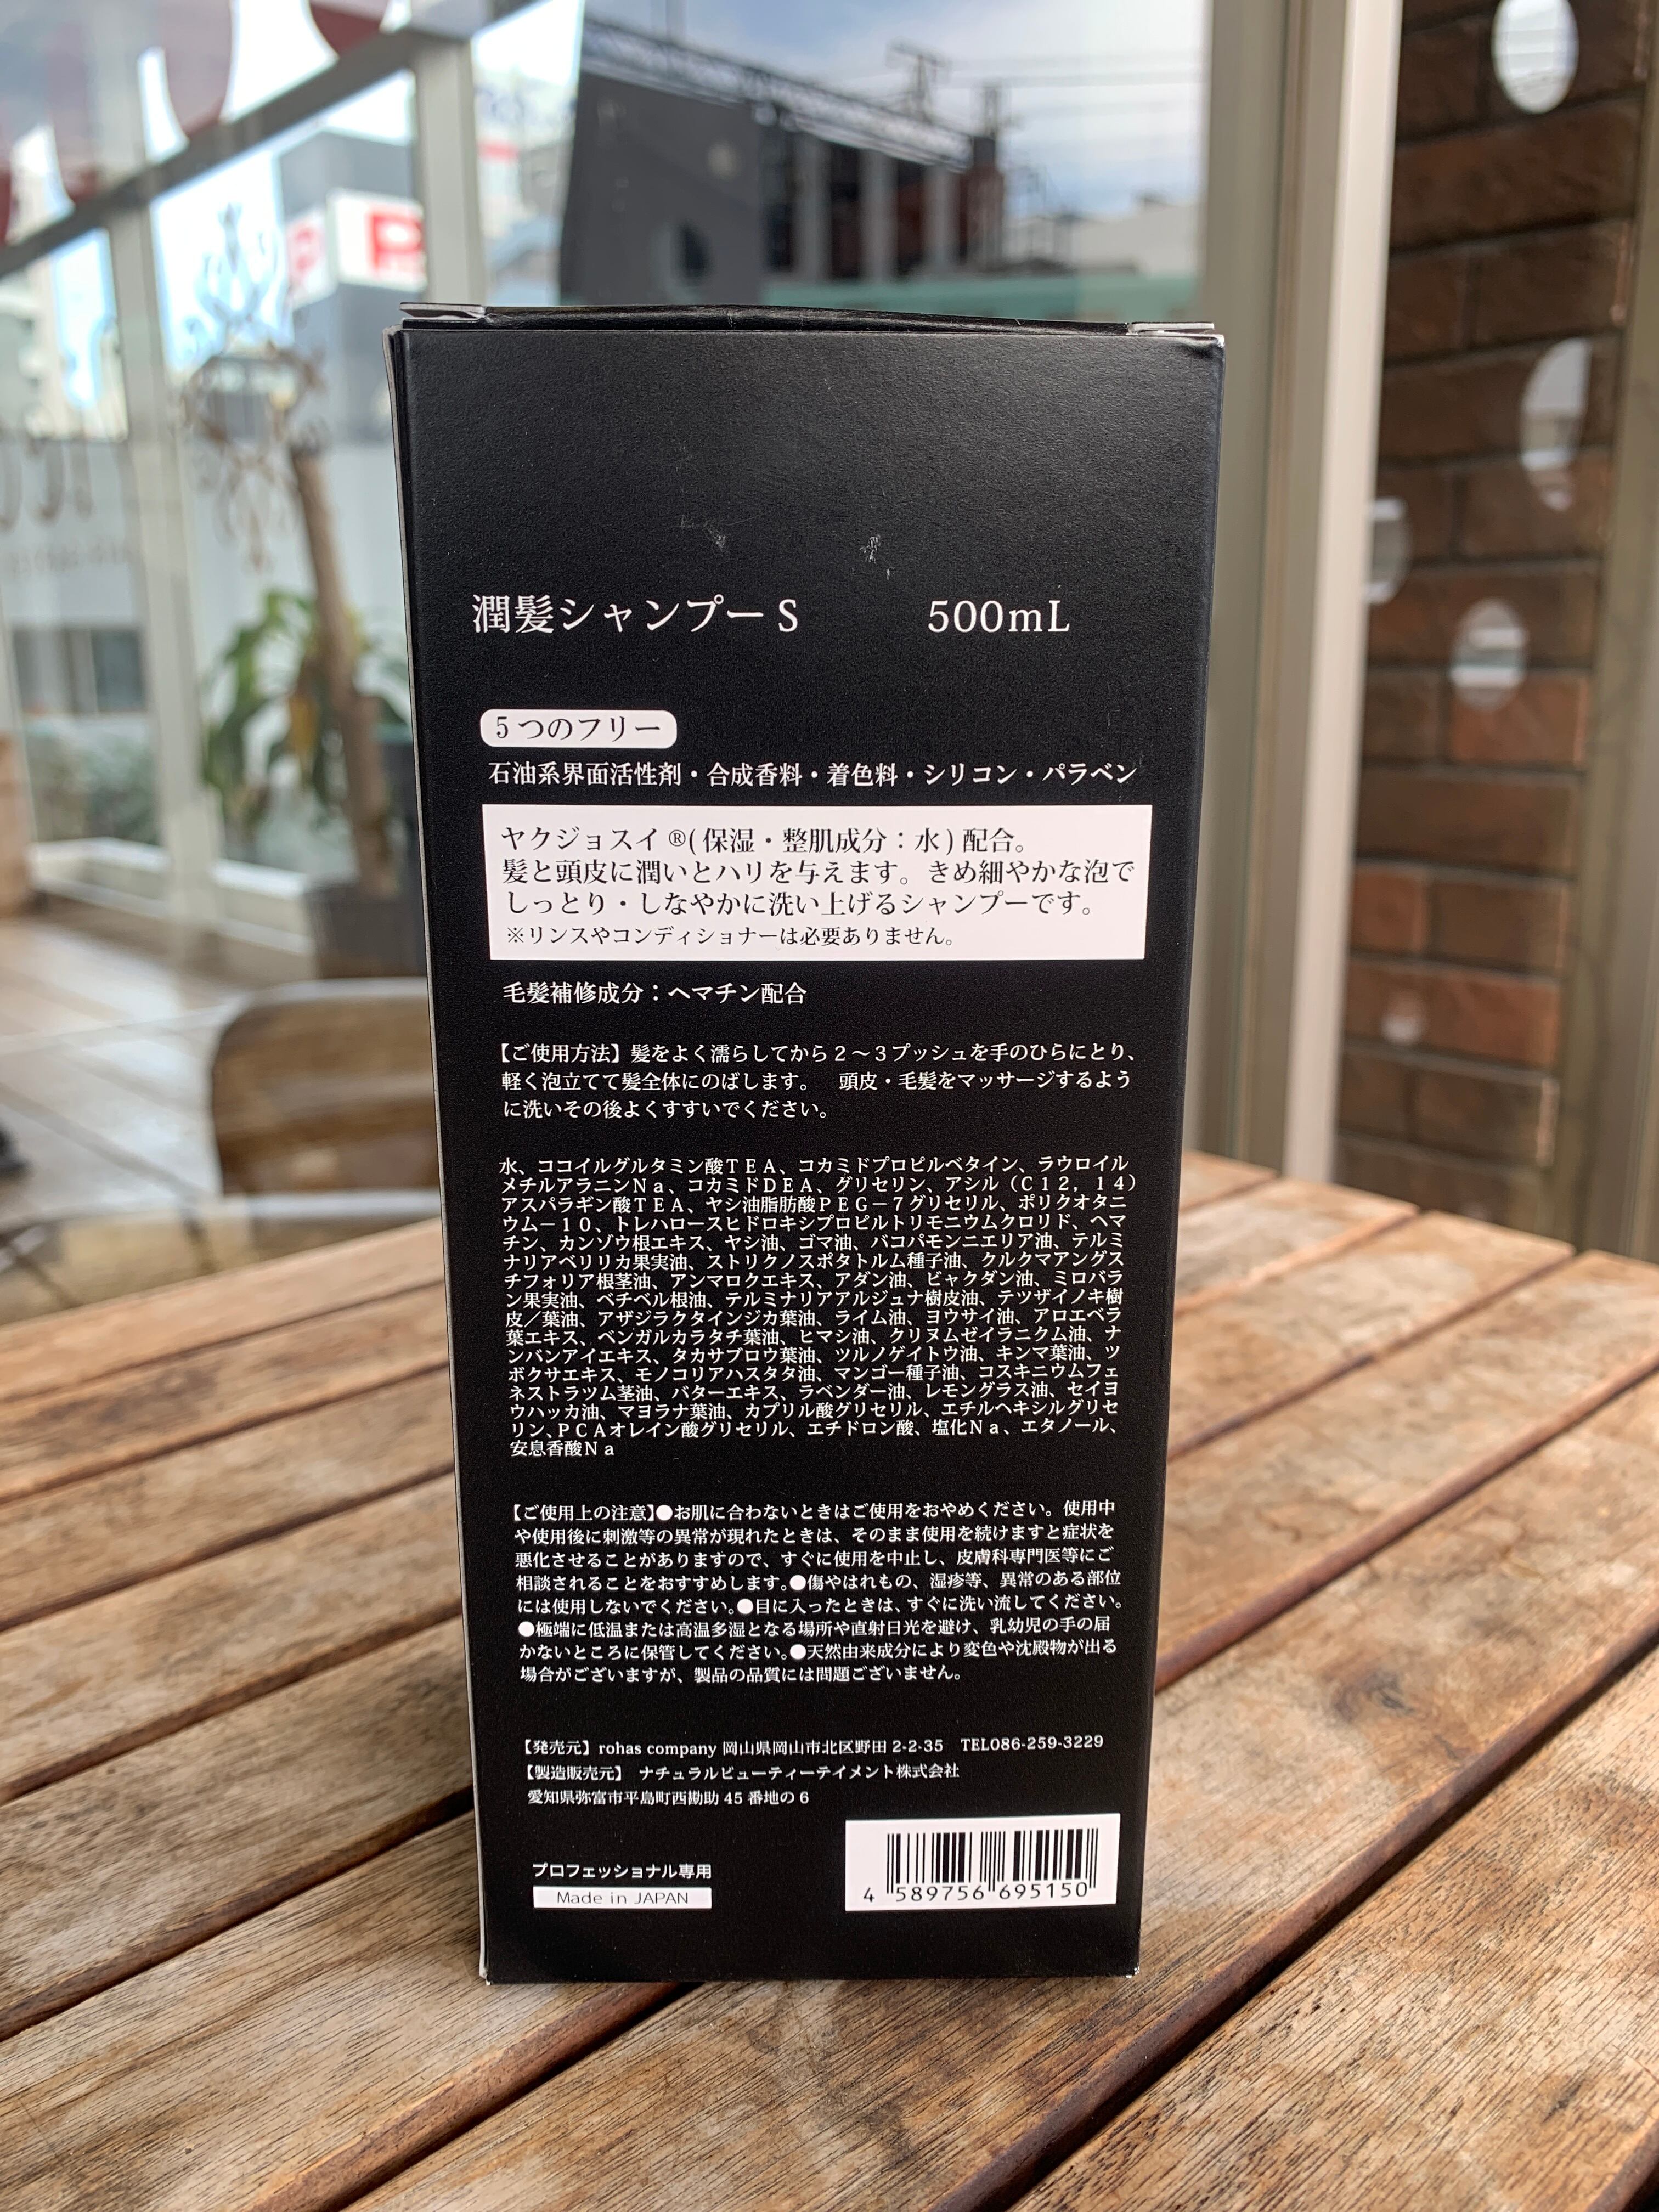 潤髪シャンプーS 500mL
5つのフリー
石油系界面活性剤・合成香料・着色料・シリコン・パラベン
ヤクジョスイ®(保湿・整肌成分：水)配合。
髪と頭皮に潤いとハリを与えます。きめ細やかな泡で
しっとり・しなやかに洗い上げるシャンプーです。
※リンスやコンディショナーは必要ありません。
毛髪補修成分：ヘマチン配合
【ご使用方法】髪をよく濡らしてから２〜３プッシュを手のひらにとり、
軽く泡立てて髪全体にのばします。　頭皮・毛髪をマッサージするよう
に洗いその後よくすすいでください。
水、ココイルグルタミン酸ＴＥＡ、コカミドプロピルベタイン、ラウロイル
メチルアラニンＮａ、コカミドＤＥＡ、グリセリン、アシル（Ｃ１２，１４）
アスパラギン酸ＴＥＡ、ヤシ油脂肪酸ＰＥＧ－７グリセリル、ポリクオタニ
ウム－１０、トレハロースヒドロキシプロピルトリモニウムクロリド、ヘマ
チン、カンゾウ根エキス、ヤシ油、ゴマ油、バコパモンニエリア油、テルミ
ナリアベリリカ果実油、ストリクノスポタトルム種子油、クルクマアングス
チフォリア根茎油、アンマロクエキス、アダン油、ビャクダン油、ミロバラ
ン果実油、ベチベル根油、テルミナリアアルジュナ樹皮油、テツザイノキ樹
皮／葉油、アザジラクタインジカ葉油、ライム油、ヨウサイ油、アロエベラ
葉エキス、ベンガルカラタチ葉油、ヒマシ油、クリヌムゼイラニクム油、ナ
ンバンアイエキス、タカサブロウ葉油、ツルノゲイトウ油、キンマ葉油、ツ
ボクサエキス、モノコリアハスタタ油、マンゴー種子油、コスキニウムフェ
ネストラツム茎油、バターエキス、ラベンダー油、レモングラス油、セイヨ
ウハッカ油、マヨラナ葉油、カプリル酸グリセリル、エチルヘキシルグリセ
リン、ＰＣＡオレイン酸グリセリル、エチドロン酸、塩化Ｎａ、エタノール、
安息香酸Ｎａ
【ご使用上の注意】●お肌に合わないときはご使用をおやめください。使用中
や使用後に刺激等の異常が現れたときは、そのまま使用を続けますと症状を
悪化させることがありますので、すぐに使用を中止し、皮膚科専門医等にご
相談されることをおすすめします。●傷やはれもの、湿疹等、異常のある部位
には使用しないでください。●目に入ったときは、すぐに洗い流してください。
●極端に低温または高温多湿となる場所や直射日光を避け、乳幼児の手の届
かないところに保管してください。●天然由来成分により変色や沈殿物が出る
場合がございますが、製品の品質には問題ございません。
【発売元】rohas company 岡山県岡山市北区野田 2-2-35　TEL086-259-3229
【製造販売元】　ナチュラルビューティーテイメント株式会社
愛知県弥富市平島町西勘助 45 番地の 6
プロフェッショナル専用
Made in JAPAN
4 589756 695150
P